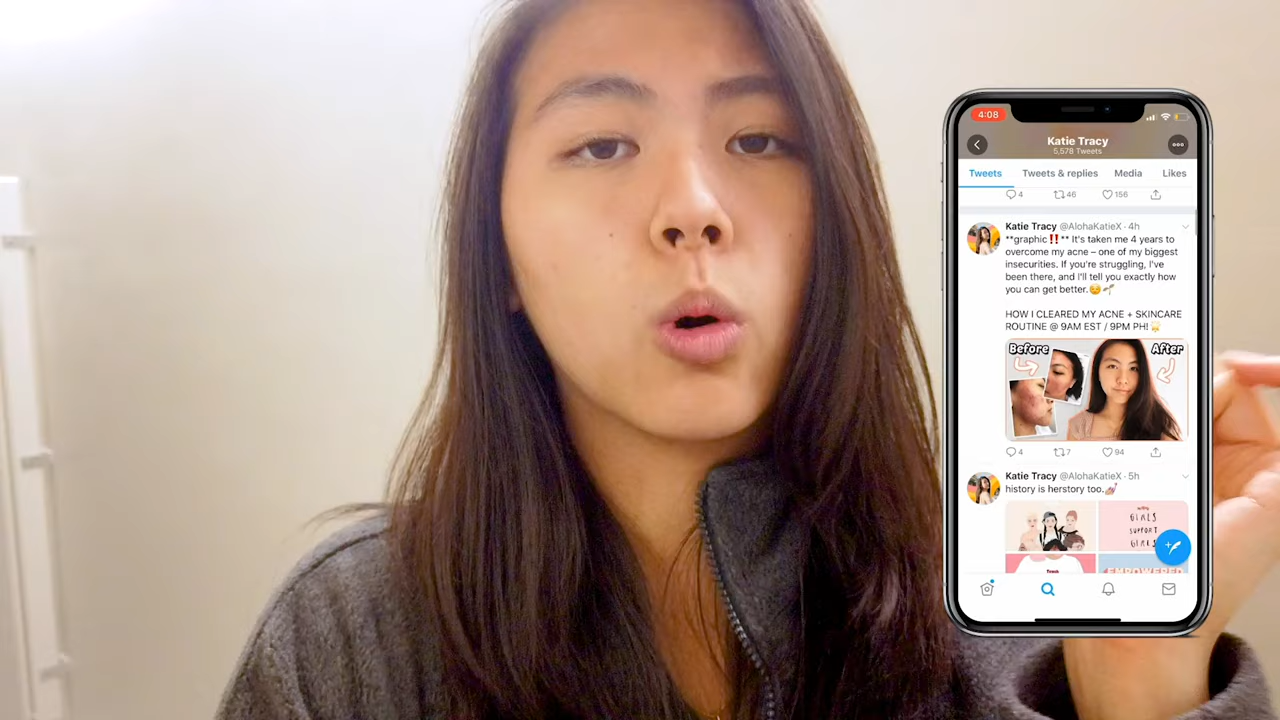 4:08
Katie Tracy
5,578 Tweets
Tweets Tweets & replies Media Likes
4 46 156
Katie Tracy @AlohaKatieX · 4h
**graphic‼️** It's taken me 4 years to
overcome my acne – one of my biggest
insecurities. If you're struggling, I've
been there, and I'll tell you exactly how
you can get better.😌🌱
HOW I CLEARED MY ACNE + SKINCARE
ROUTINE @ 9AM EST / 9PM PH!🌟
Before After
4 7 94
Katie Tracy @AlohaKatieX · 5h
history is herstory too.💅
GIRLS
SUPPORT
GIRLS
EMPOWERED